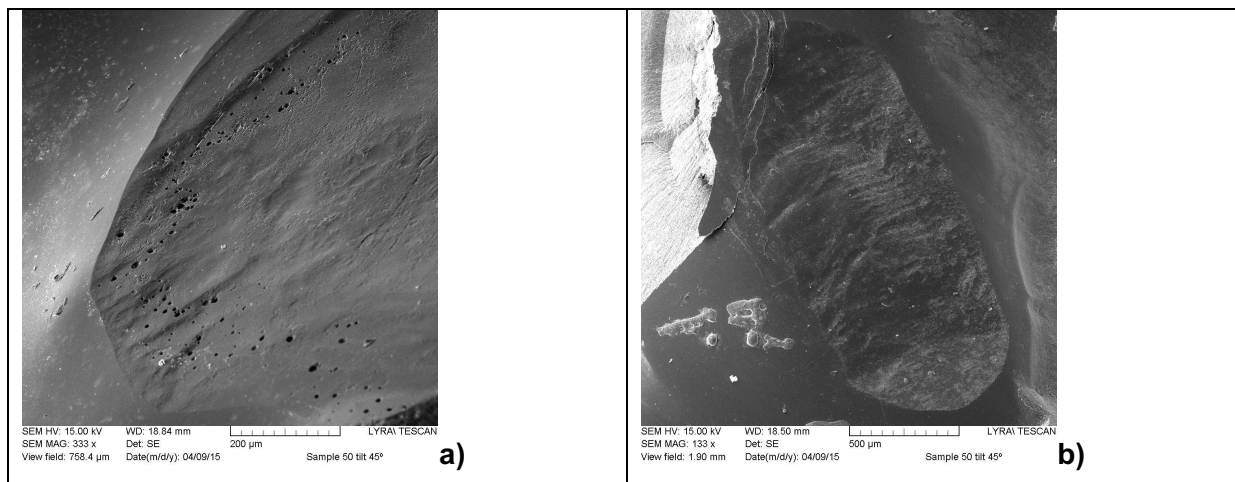 SEM HV: 15.00 kV WD: 18.84 mm LYRA\ TESCAN
SEM MAG: 333 x Det: SE 200 µm
View field: 758.4 µm Date(m/d/y): 04/09/15 Sample 50 tilt 45º
a)
SEM HV: 15.00 kV WD: 18.50 mm LYRA\ TESCAN
SEM MAG: 133 x Det: SE 500 µm
View field: 1.90 mm Date(m/d/y): 04/09/15 Sample 50 tilt 45º
b)